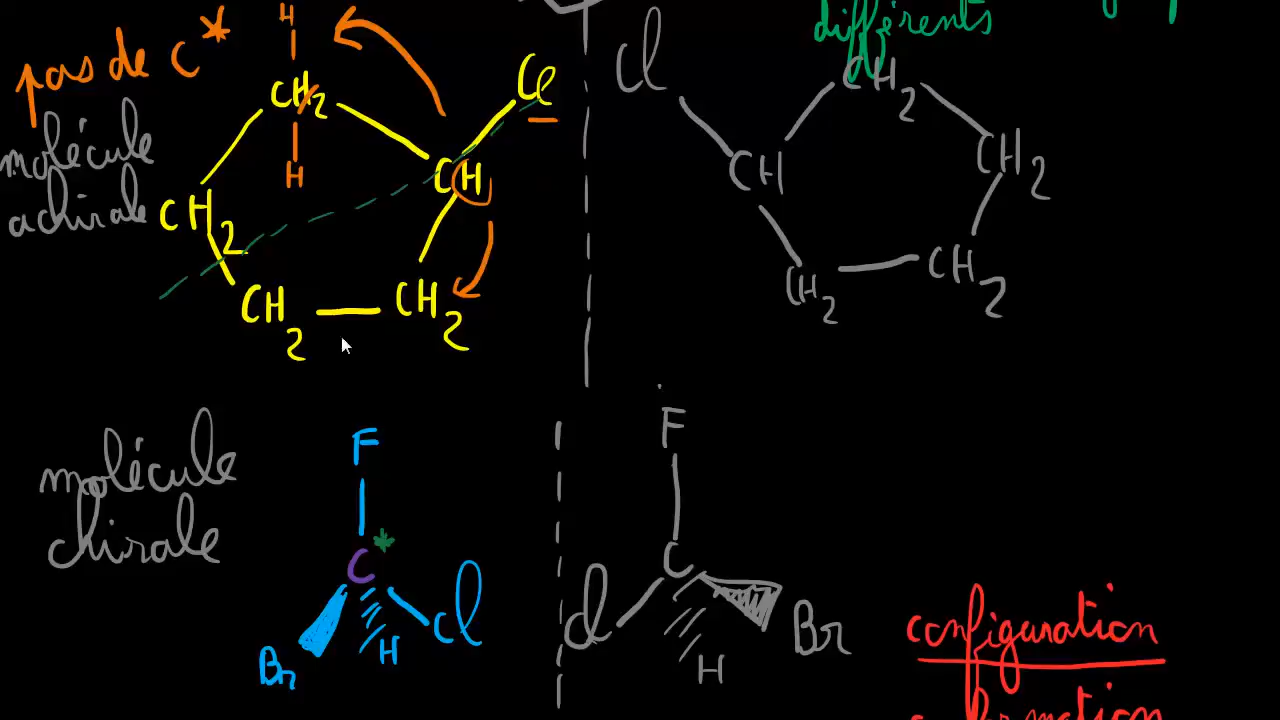 différents
pas de C*
molécule
achirale
H
CH2
H
Cl
CH
CH2
CH2
CH2
Cl
CH
CH2
CH2
CH2
CH2
molécule
chirale
F
C*
Br
H
Cl
F
C
Cl
H
Br
configuration